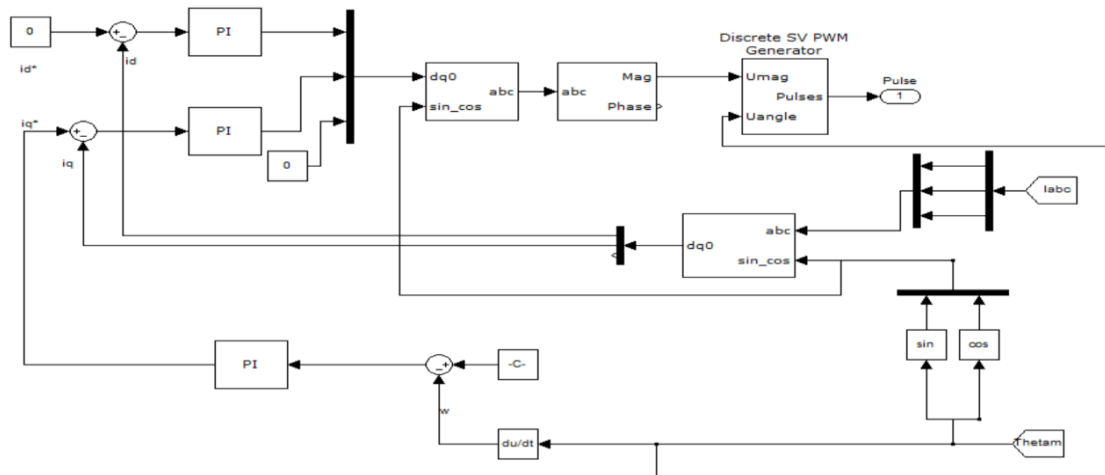 0
id*
+
-
id
PI
iq*
+
-
iq
PI
0
dq0
sin_cos
abc
abc
Mag
Phase
Discrete SV PWM
Generator
Umag
Uangle
Pulses
Pulse
1
Iabc
abc
sin_cos
dq0
sin
cos
PI
-
+
-C-
w
du/dt
Thetam